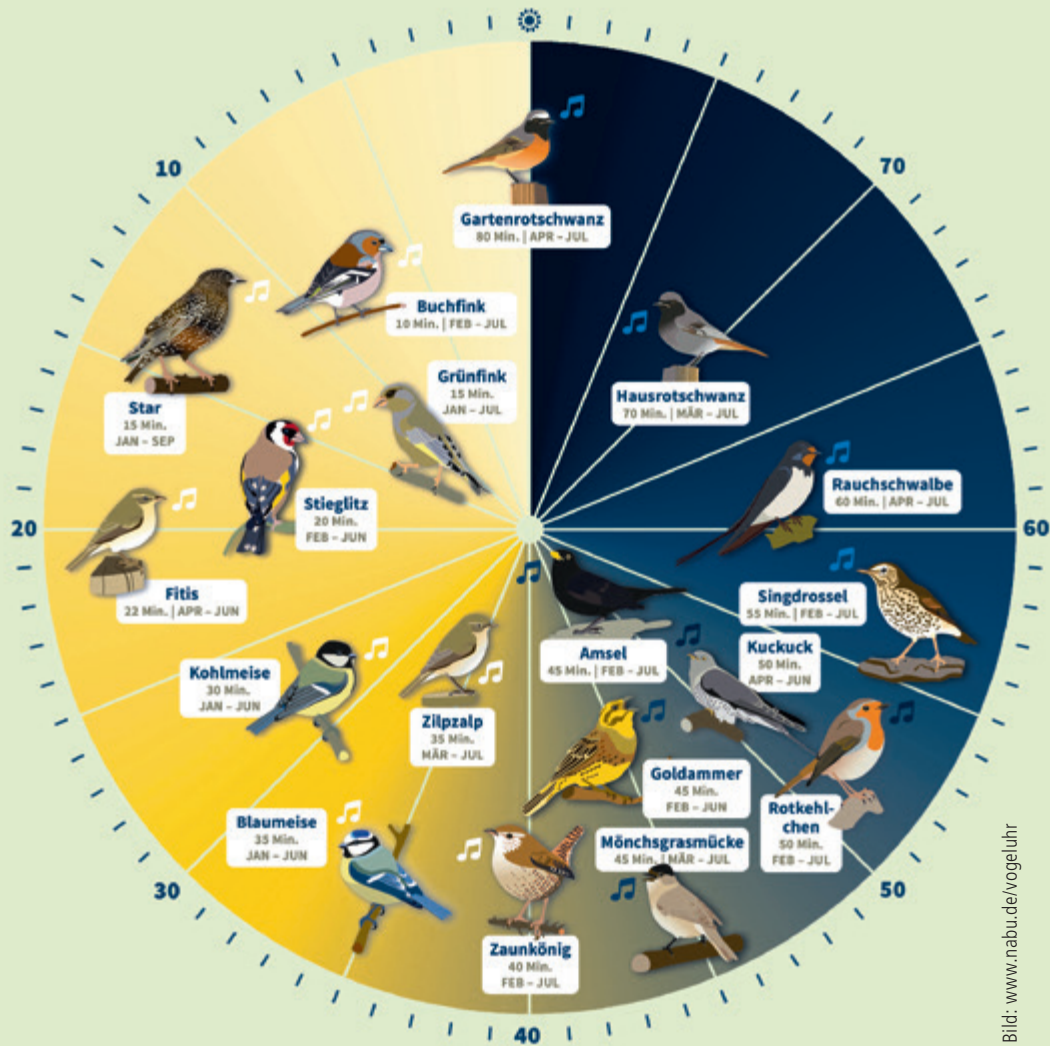 Gartenrotschwanz
80 Min. | APR – JUL
70
10
Buchfink
10 Min. | FEB – JUL
Grünfink
15 Min.
JAN – JUL
Hausrotschwanz
70 Min. | MÄR – JUL
Star
15 Min.
JAN – SEP
Stieglitz
20 Min.
FEB – JUN
Rauchschwalbe
60 Min. | APR – JUL
20
60
Fitis
22 Min. | APR – JUN
Singdrossel
55 Min. | FEB – JUL
Amsel
45 Min. | FEB – JUL
Kuckuck
50 Min.
APR – JUN
Kohlmeise
30 Min.
JAN – JUN
Zilpzalp
35 Min.
MÄR – JUL
Goldammer
45 Min.
FEB – JUN
Rotkehl-
chen
50 Min.
FEB – JUL
Blaumeise
35 Min.
JAN – JUN
Mönchsgrasmücke
45 Min. | MÄR – JUL
30
50
Zaunkönig
40 Min.
FEB – JUL
40
Bild: www.nabu.de/vogeluhr